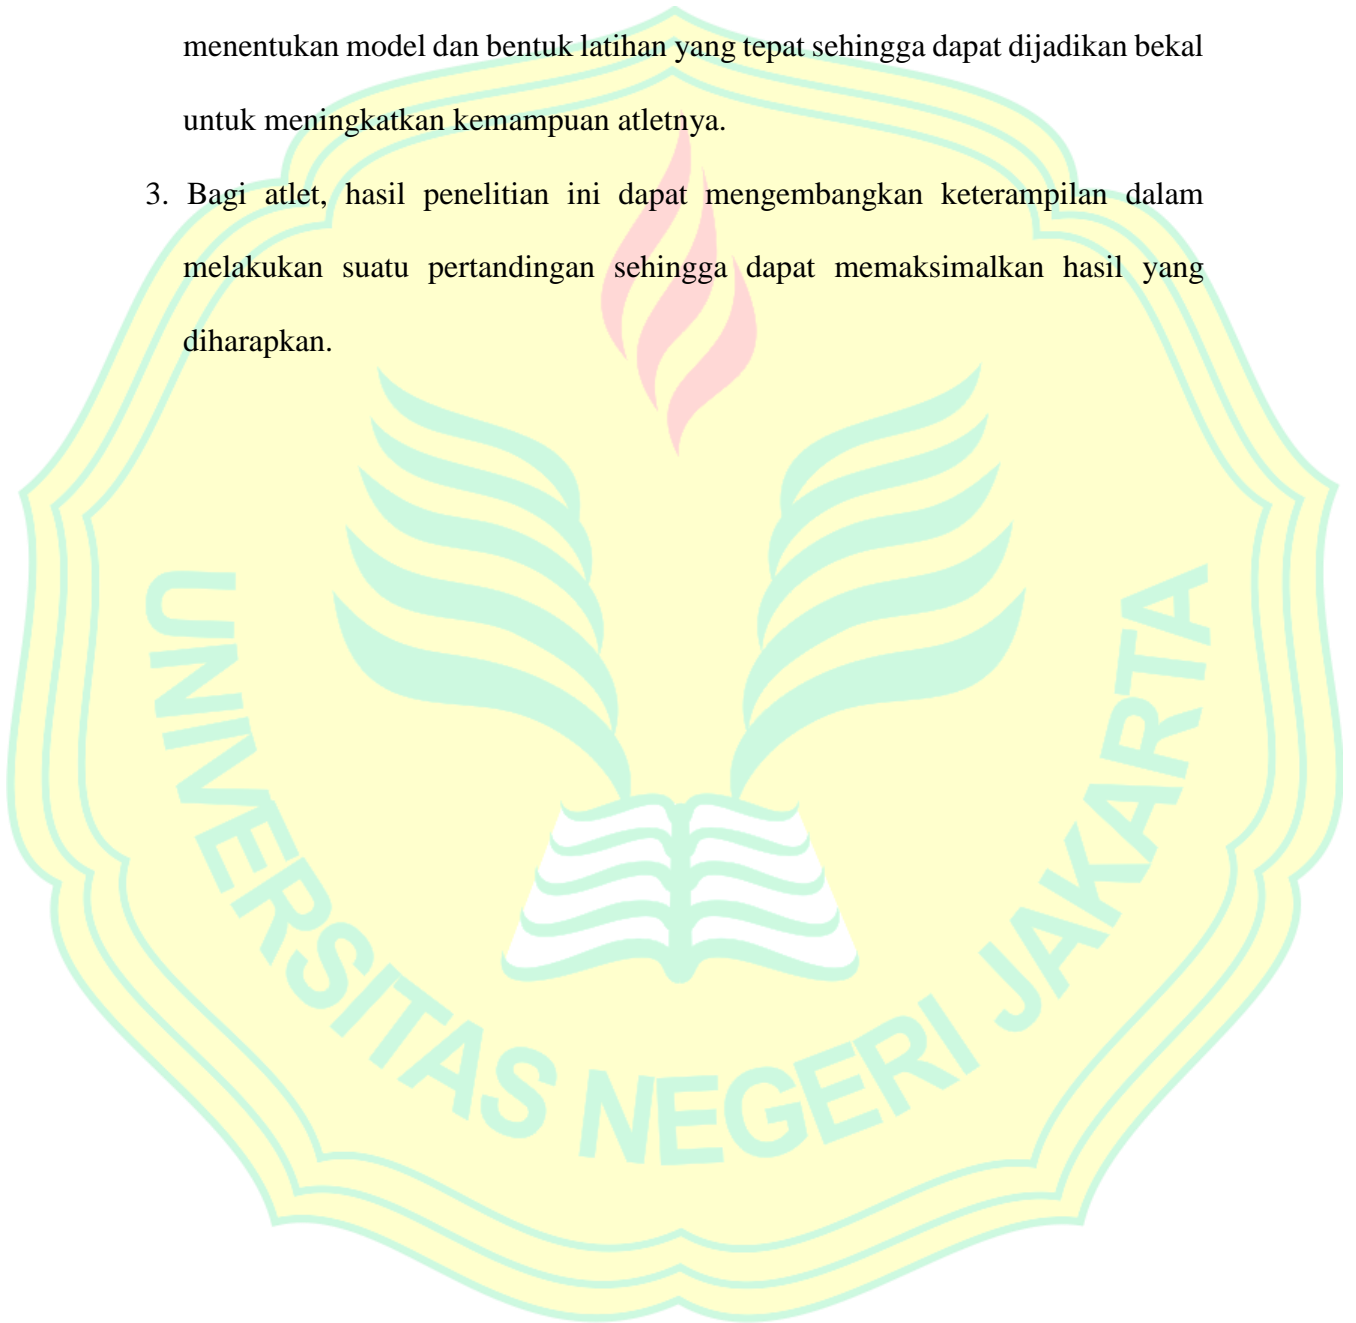 menentukan model dan bentuk latihan yang tepat sehingga dapat dijadikan bekal
untuk meningkatkan kemampuan atletnya.
3. Bagi atlet, hasil penelitian ini dapat mengembangkan keterampilan dalam
melakukan suatu pertandingan sehingga dapat memaksimalkan hasil yang
diharapkan.
UNIVERSITAS NEGERI JAKARTA